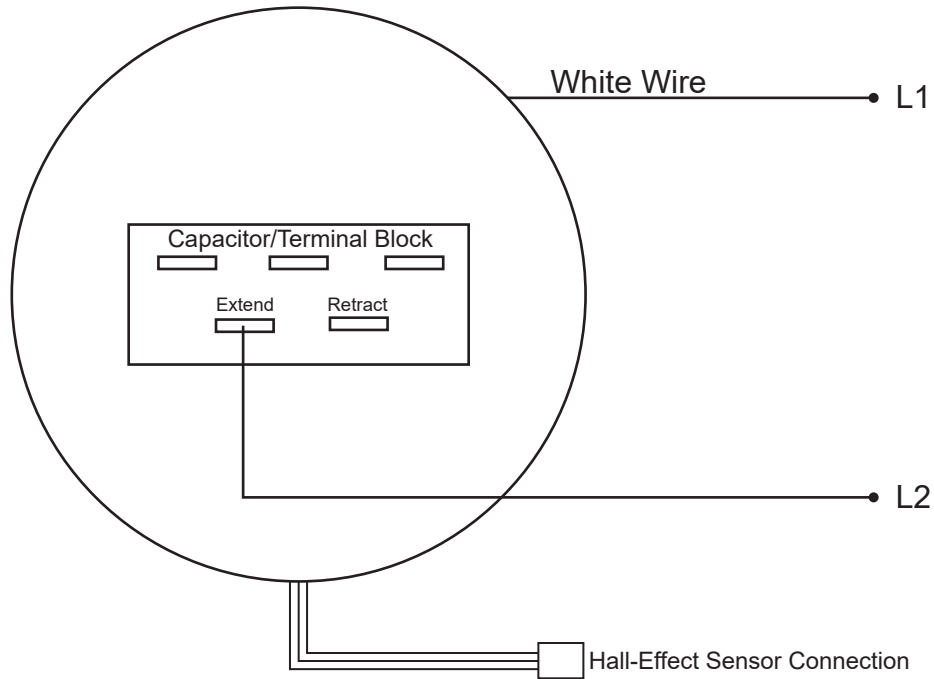 White Wire
L1
Capacitor/Terminal Block
Extend
Retract
L2
Hall-Effect Sensor Connection